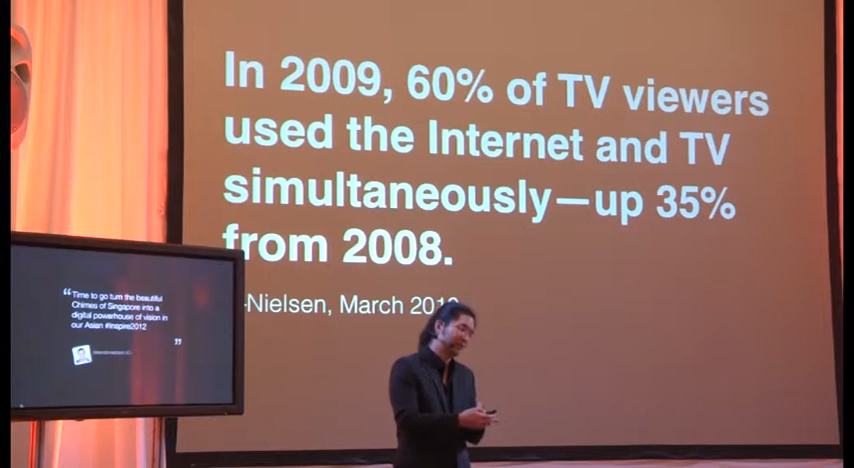 In 2009, 60% of TV viewers
used the Internet and TV
simultaneously—up 35%
from 2008.
Nielsen, March
“Time to go turn the beautiful
Chimes of Singapore into a
digital powerhouse of vision in
our Asian #Inspire2012
”